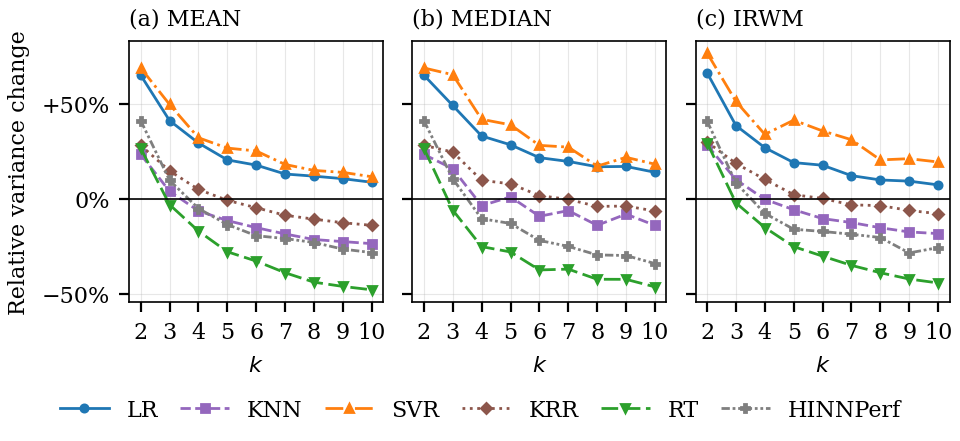 (a) MEAN
(b) MEDIAN
(c) IRWM
Relative variance change
+50%
0%
−50%
2 3 4 5 6 7 8 9 10
2 3 4 5 6 7 8 9 10
2 3 4 5 6 7 8 9 10
k
k
k
LR KNN SVR KRR RT HINNPerf